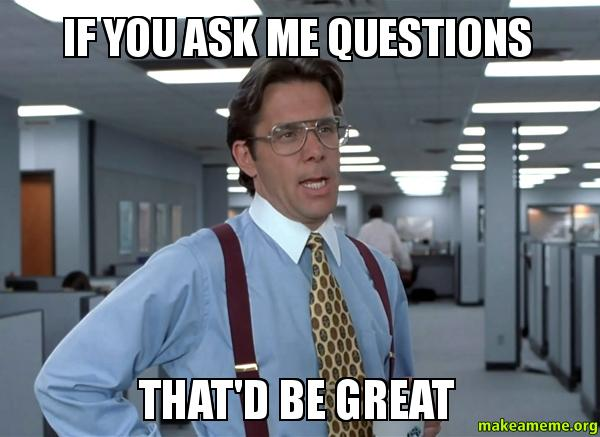 IF YOU ASK ME QUESTIONS
THAT'D BE GREAT
makeameme.org